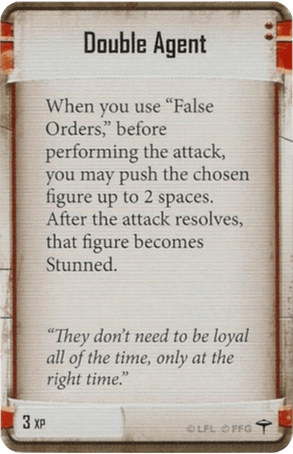 Double Agent
When you use “False
Orders,” before
performing the attack,
you may push the chosen
figure up to 2 spaces.
After the attack resolves,
that figure becomes
Stunned.
“They don’t need to be loyal
all of the time, only at the
right time.”
3 XP
© LFL © FFG